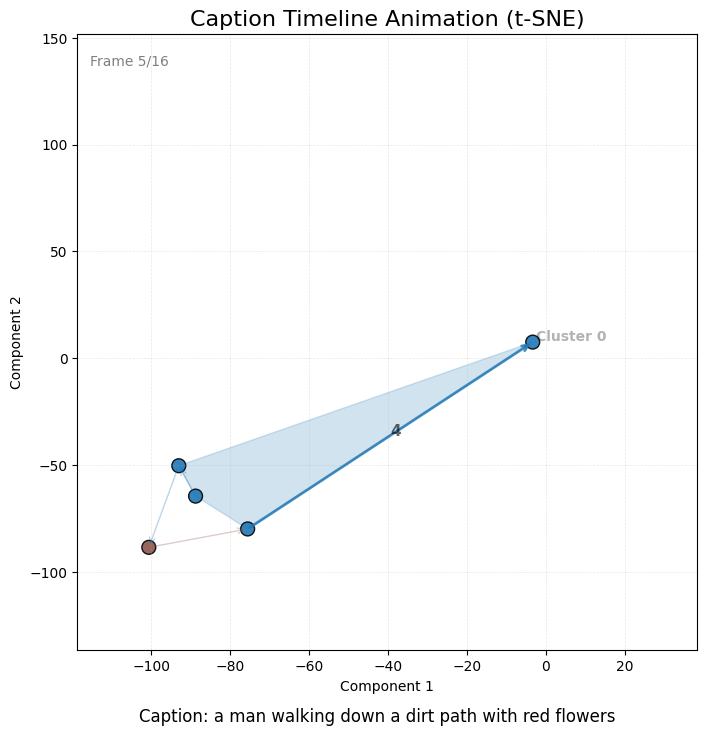 Caption Timeline Animation (t-SNE)
Frame 5/16
150
100
50
0
−50
−100
Component 2
Cluster 0
4
−100
−80
−60
−40
−20
0
20
Component 1
Caption: a man walking down a dirt path with red flowers